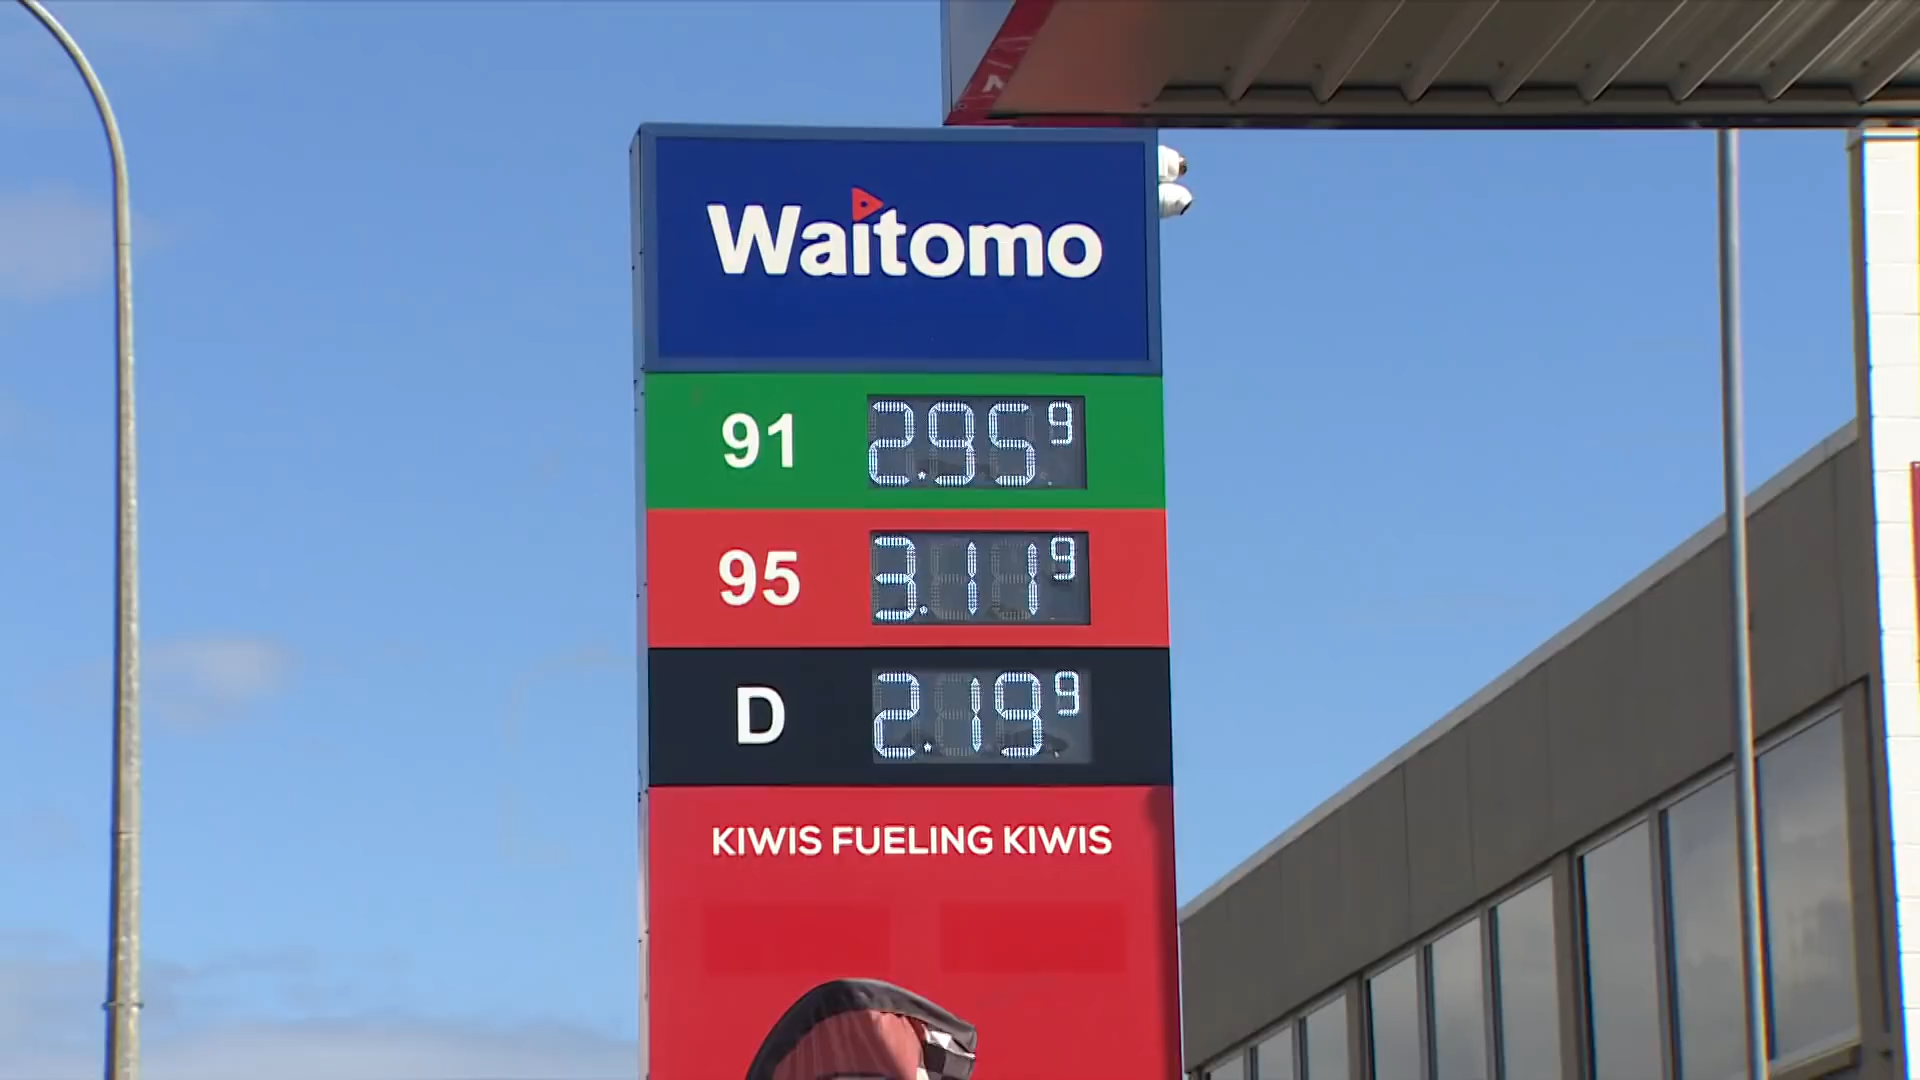 Waitomo
91 2.95⁹
95 3.11⁹
D 2.19⁹
KIWIS FUELING KIWIS